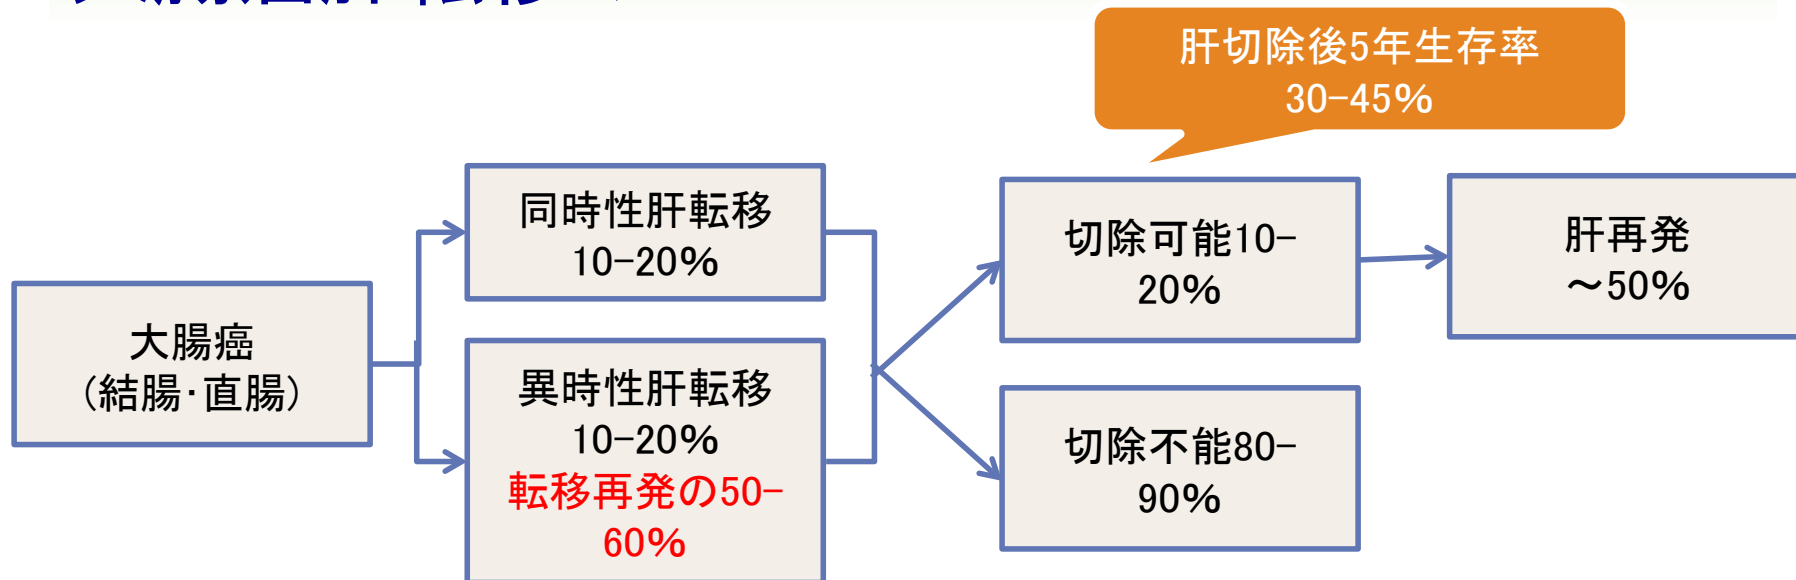 肝切除後5年生存率
30-45%
大腸癌
(結腸・直腸)
同時性肝転移
10-20%
異時性肝転移
10-20%
転移再発の50-
60%
切除可能10-
20%
切除不能80-
90%
肝再発
～50%